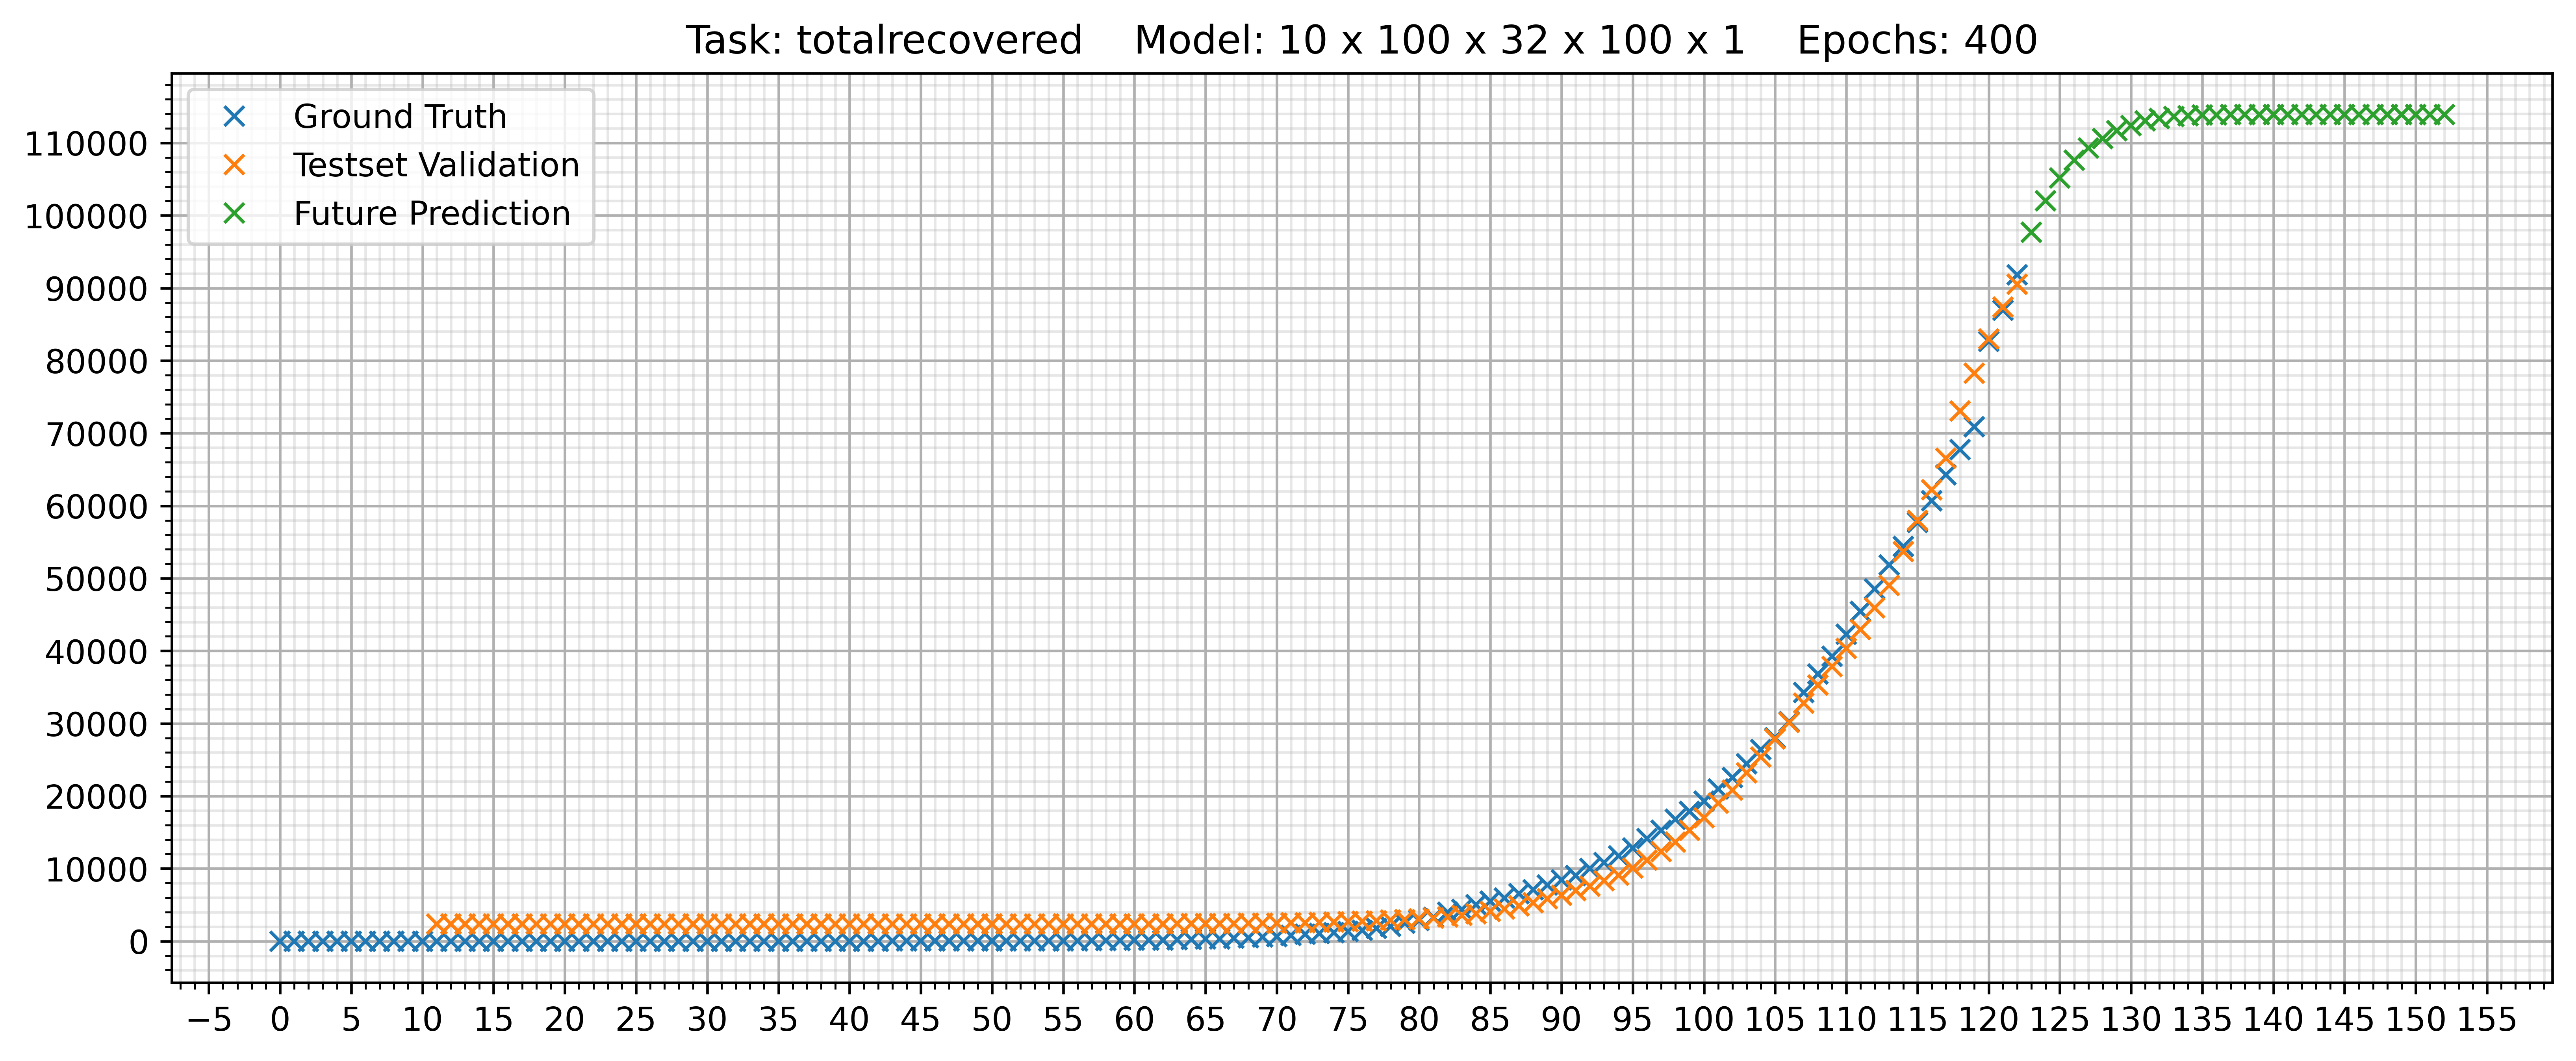 Task: totalrecovered    Model: 10 x 100 x 32 x 100 x 1    Epochs: 400
Ground Truth
Testset Validation
Future Prediction
110000
100000
90000
80000
70000
60000
50000
40000
30000
20000
10000
0
−5 0 5 10 15 20 25 30 35 40 45 50 55 60 65 70 75 80 85 90 95 100 105 110 115 120 125 130 135 140 145 150 155